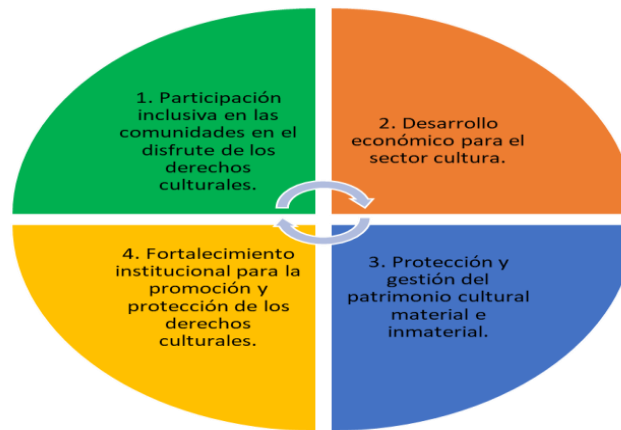 1. Participación
inclusiva en las
comunidades en el
disfrute de los
derechos
culturales.
2. Desarrollo
económico para el
sector cultura.
3. Protección y
gestión del
patrimonio cultural
material e
inmaterial.
4. Fortalecimiento
institucional para la
promoción y
protección de los
derechos
culturales.